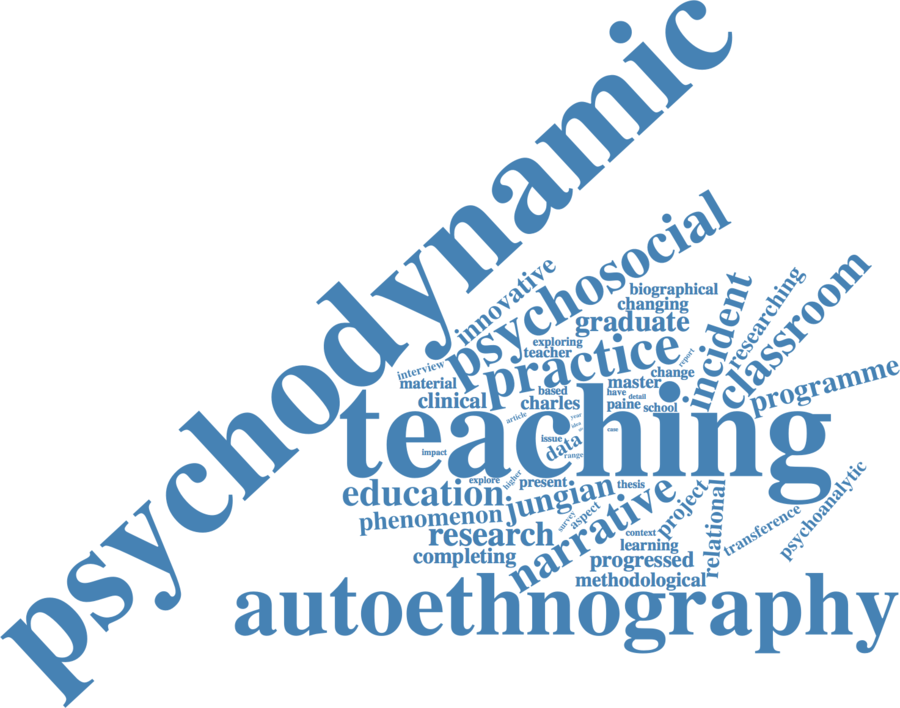 psychodynamic
innovative
psychosocial
biographical
changing
graduate
incident
researching
classroom
exploring
teacher
practice
report
interview
material
change
master
programme
clinical
based
charles
have
detail
paine
school
teaching
article
year
idea
case
issue
data
range
impact
explore
higher
present
thesis
education
jungian
narrative
project
relational
psychoanalytic
phenomenon
survey
aspect
transference
research
context
learning
completing
progressed
methodological
autoethnography